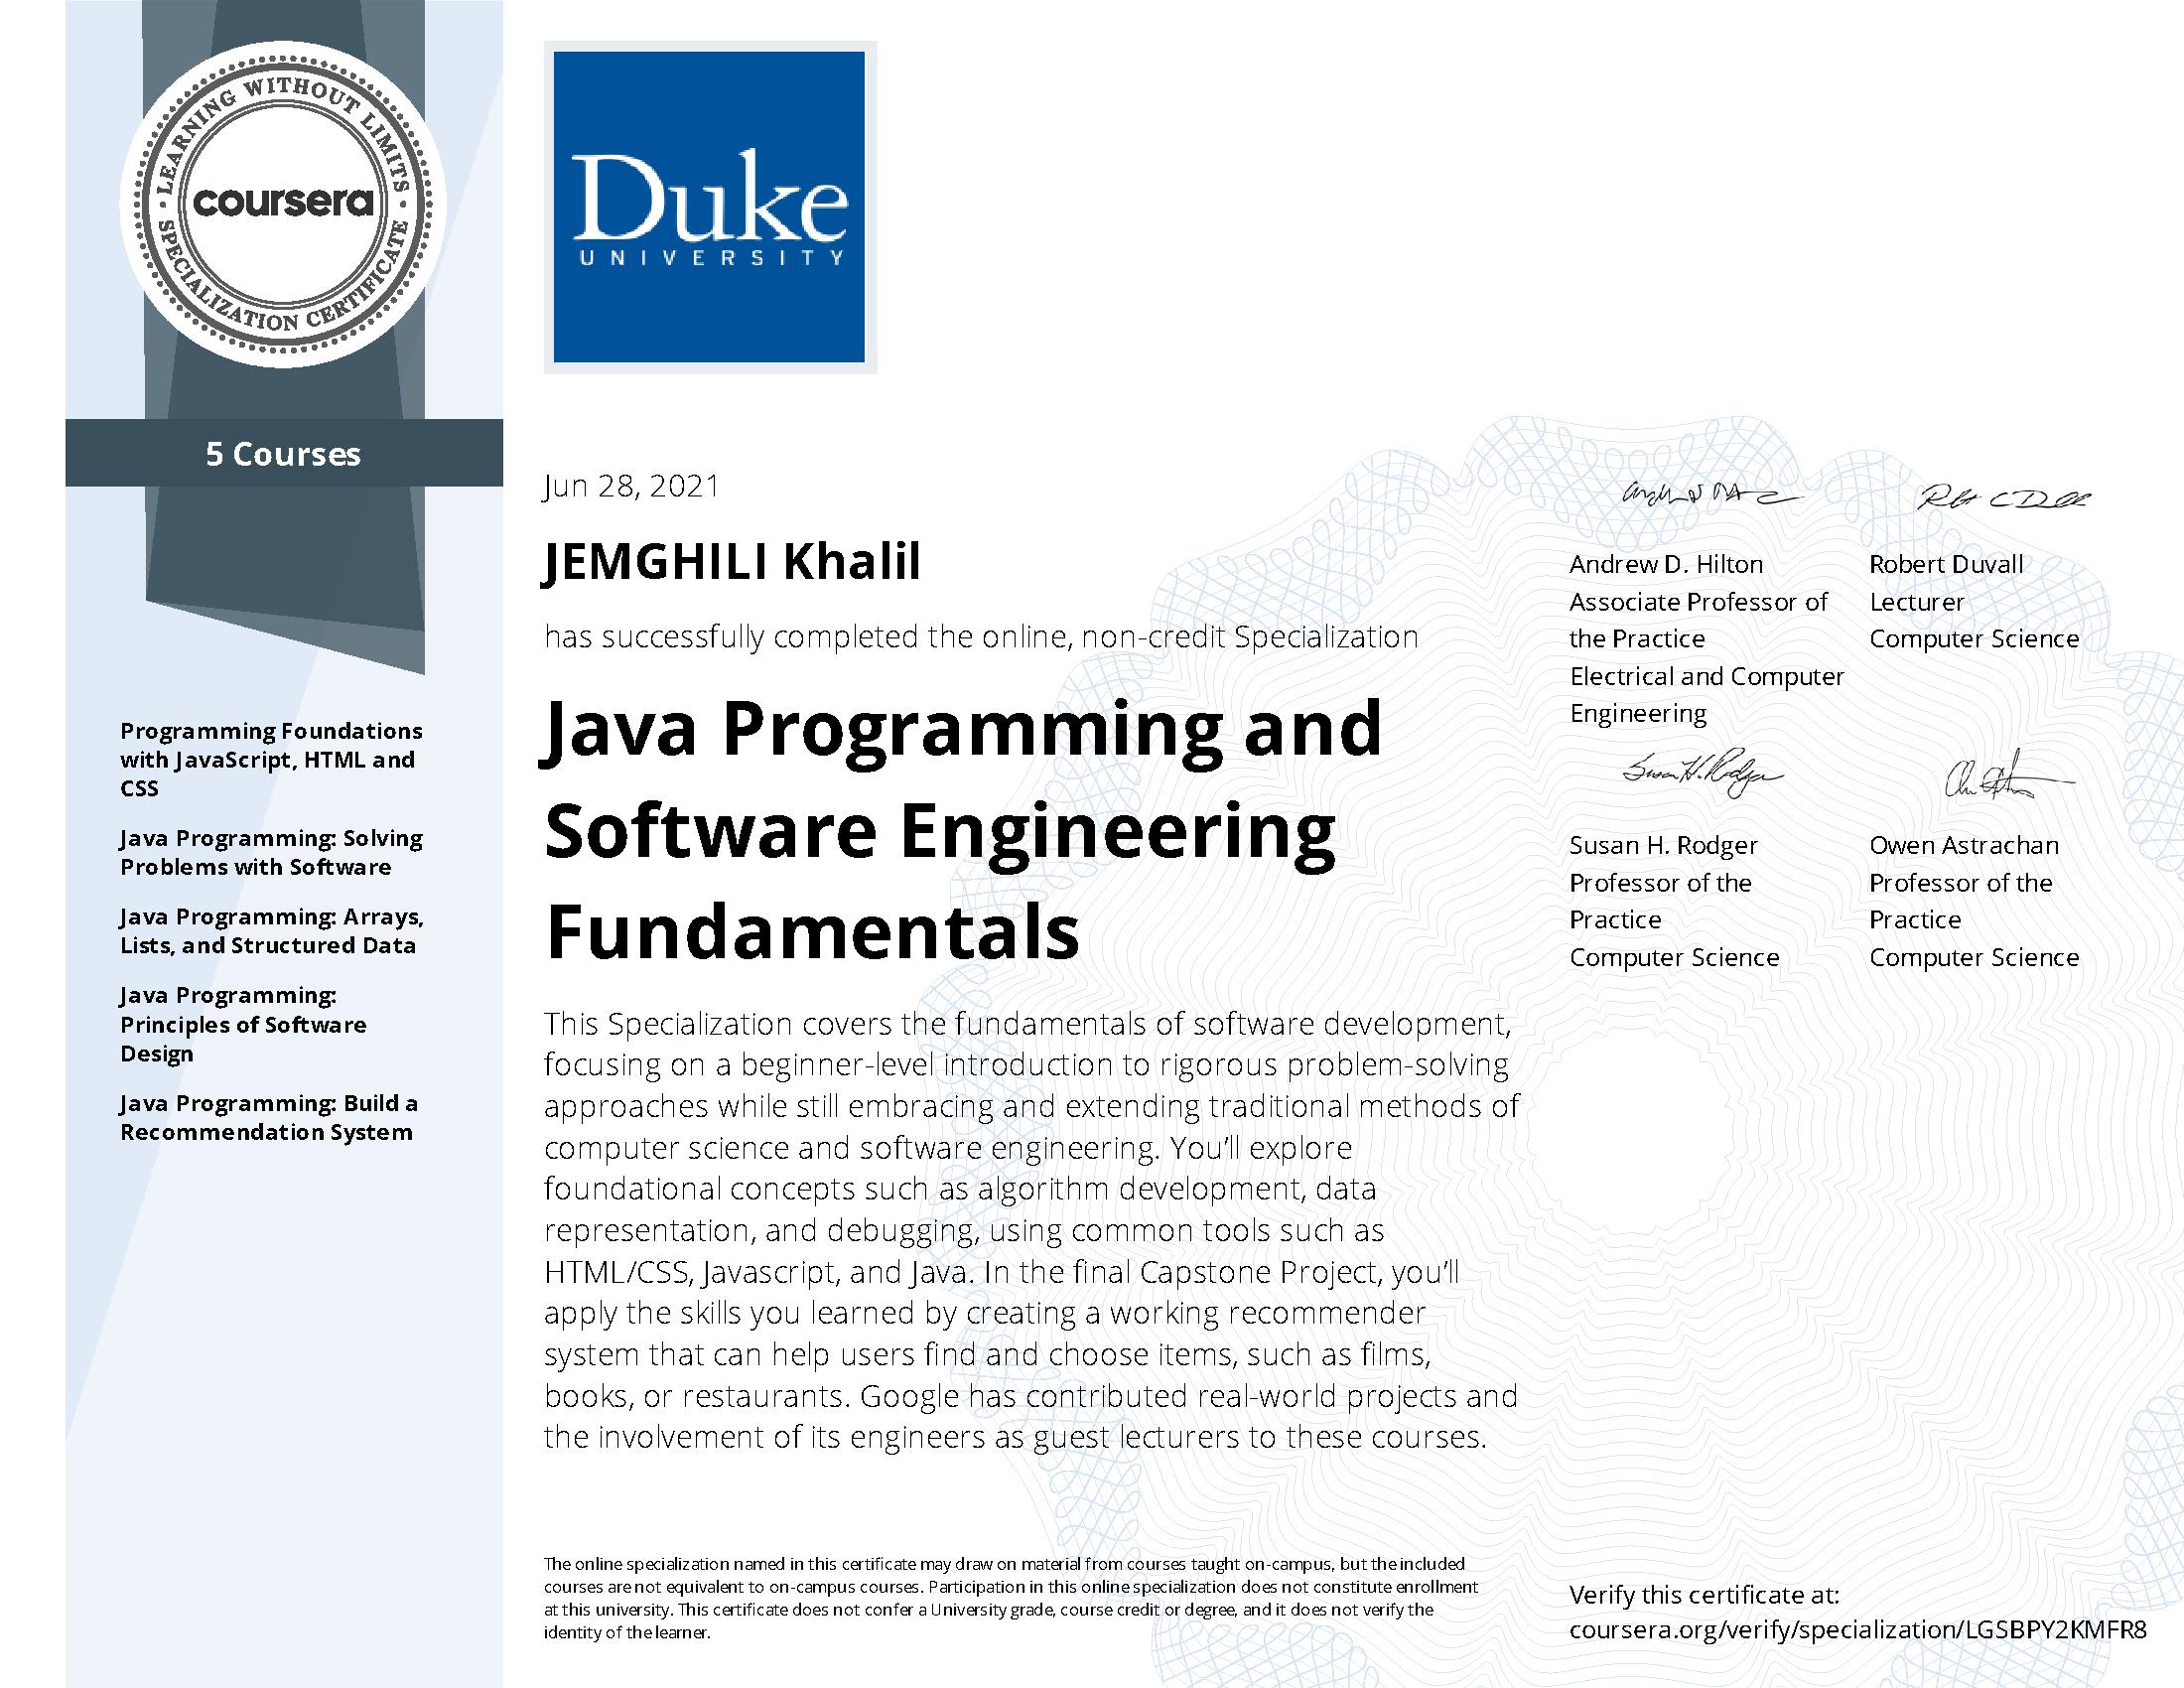 LEARNING WITHOUT LIMITS
coursera
SPECIALIZATION CERTIFICATE
5 Courses
Programming Foundations
with JavaScript, HTML and
CSS
Java Programming: Solving
Problems with Software
Java Programming: Arrays,
Lists, and Structured Data
Java Programming:
Principles of Software
Design
Java Programming: Build a
Recommendation System
Duke
UNIVERSITY
Jun 28, 2021
JEMGHILI Khalil
has successfully completed the online, non-credit Specialization
Java Programming and
Software Engineering
Fundamentals
This Specialization covers the fundamentals of software development,
focusing on a beginner-level introduction to rigorous problem-solving
approaches while still embracing and extending traditional methods of
computer science and software engineering. You’ll explore
foundational concepts such as algorithm development, data
representation, and debugging, using common tools such as
HTML/CSS, Javascript, and Java. In the final Capstone Project, you’ll
apply the skills you learned by creating a working recommender
system that can help users find and choose items, such as films,
books, or restaurants. Google has contributed real-world projects and
the involvement of its engineers as guest lecturers to these courses.
The online specialization named in this certificate may draw on material from courses taught on-campus, but the included
courses are not equivalent to on-campus courses. Participation in this online specialization does not constitute enrollment
at this university. This certificate does not confer a University grade, course credit or degree, and it does not verify the
identity of the learner.
Andrew D. Hilton
Associate Professor of
the Practice
Electrical and Computer
Engineering
Robert Duvall
Lecturer
Computer Science
Susan H. Rodger
Susan H. Rodger
Professor of the
Practice
Computer Science
Owen Astrachan
Professor of the
Practice
Computer Science
Verify this certificate at:
coursera.org/verify/specialization/LGSBPY2KMFR8